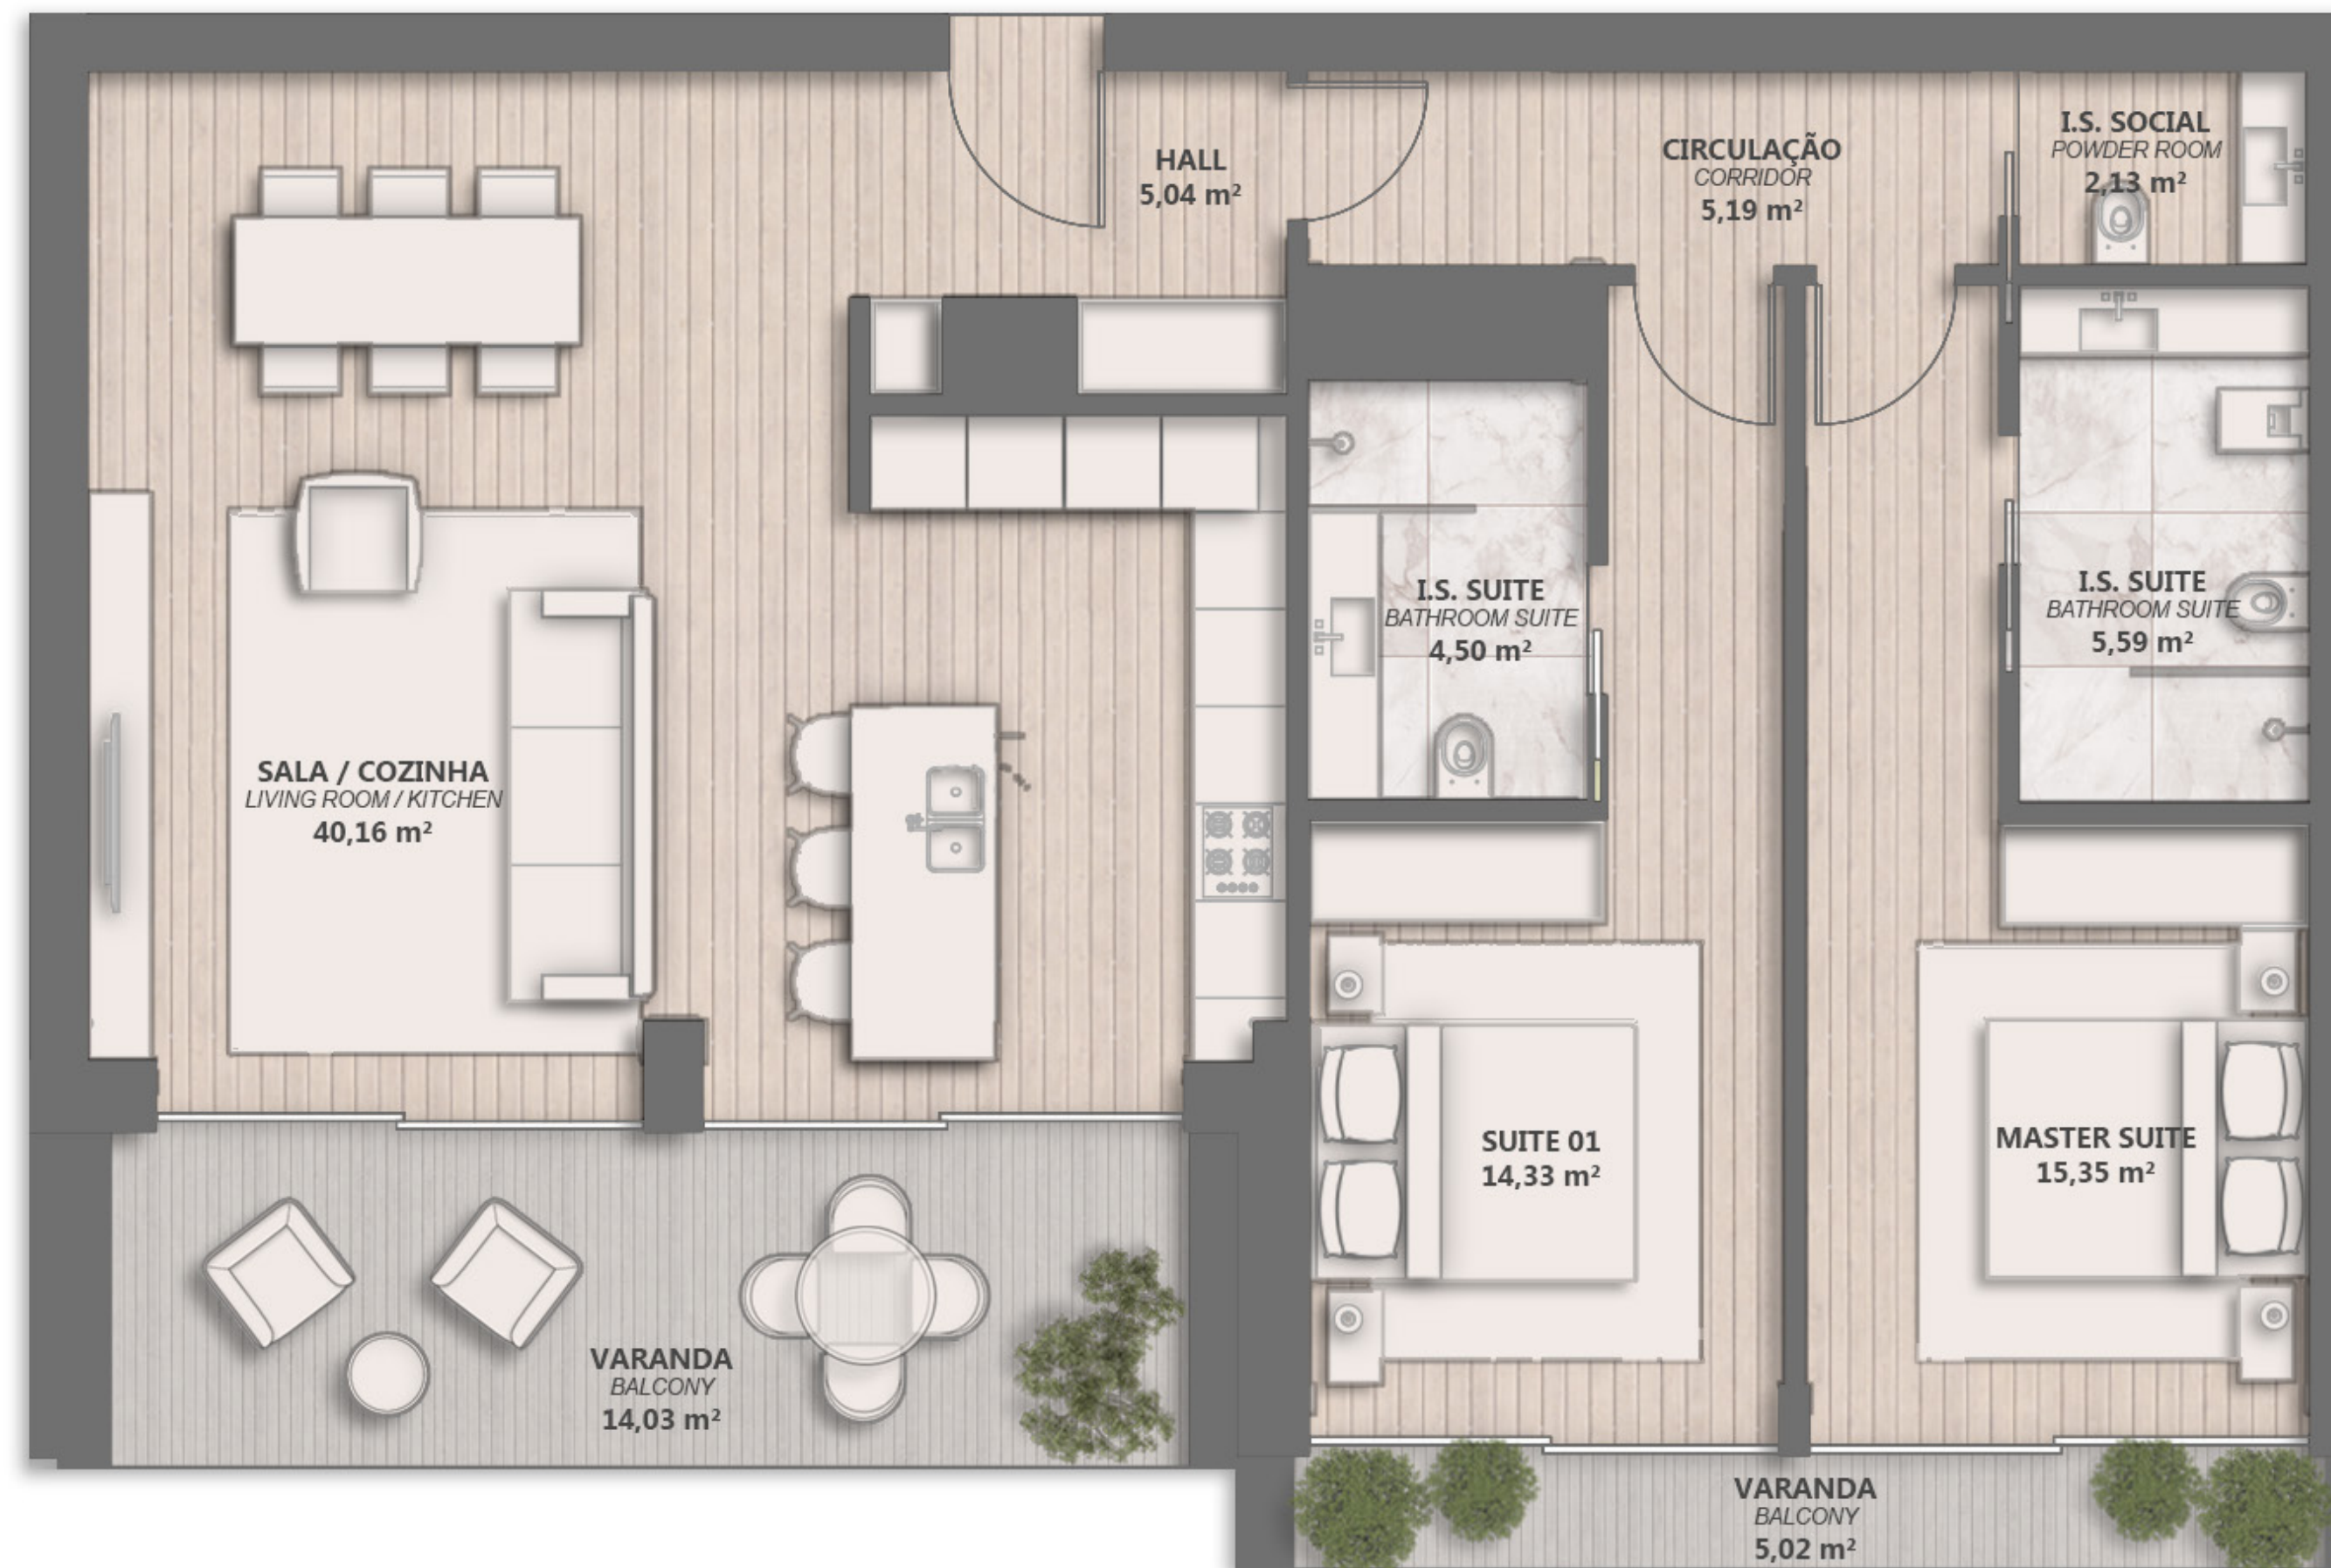 HALL
5,04 m²
CIRCULAÇÃO
CORRIDOR
5,19 m²
I.S. SOCIAL
POWDER ROOM
2,13 m²
I.S. SUITE
BATHROOM SUITE
4,50 m²
I.S. SUITE
BATHROOM SUITE
5,59 m²
SALA / COZINHA
LIVING ROOM / KITCHEN
40,16 m²
SUITE 01
14,33 m²
MASTER SUITE
15,35 m²
VARANDA
BALCONY
14,03 m²
VARANDA
BALCONY
5,02 m²